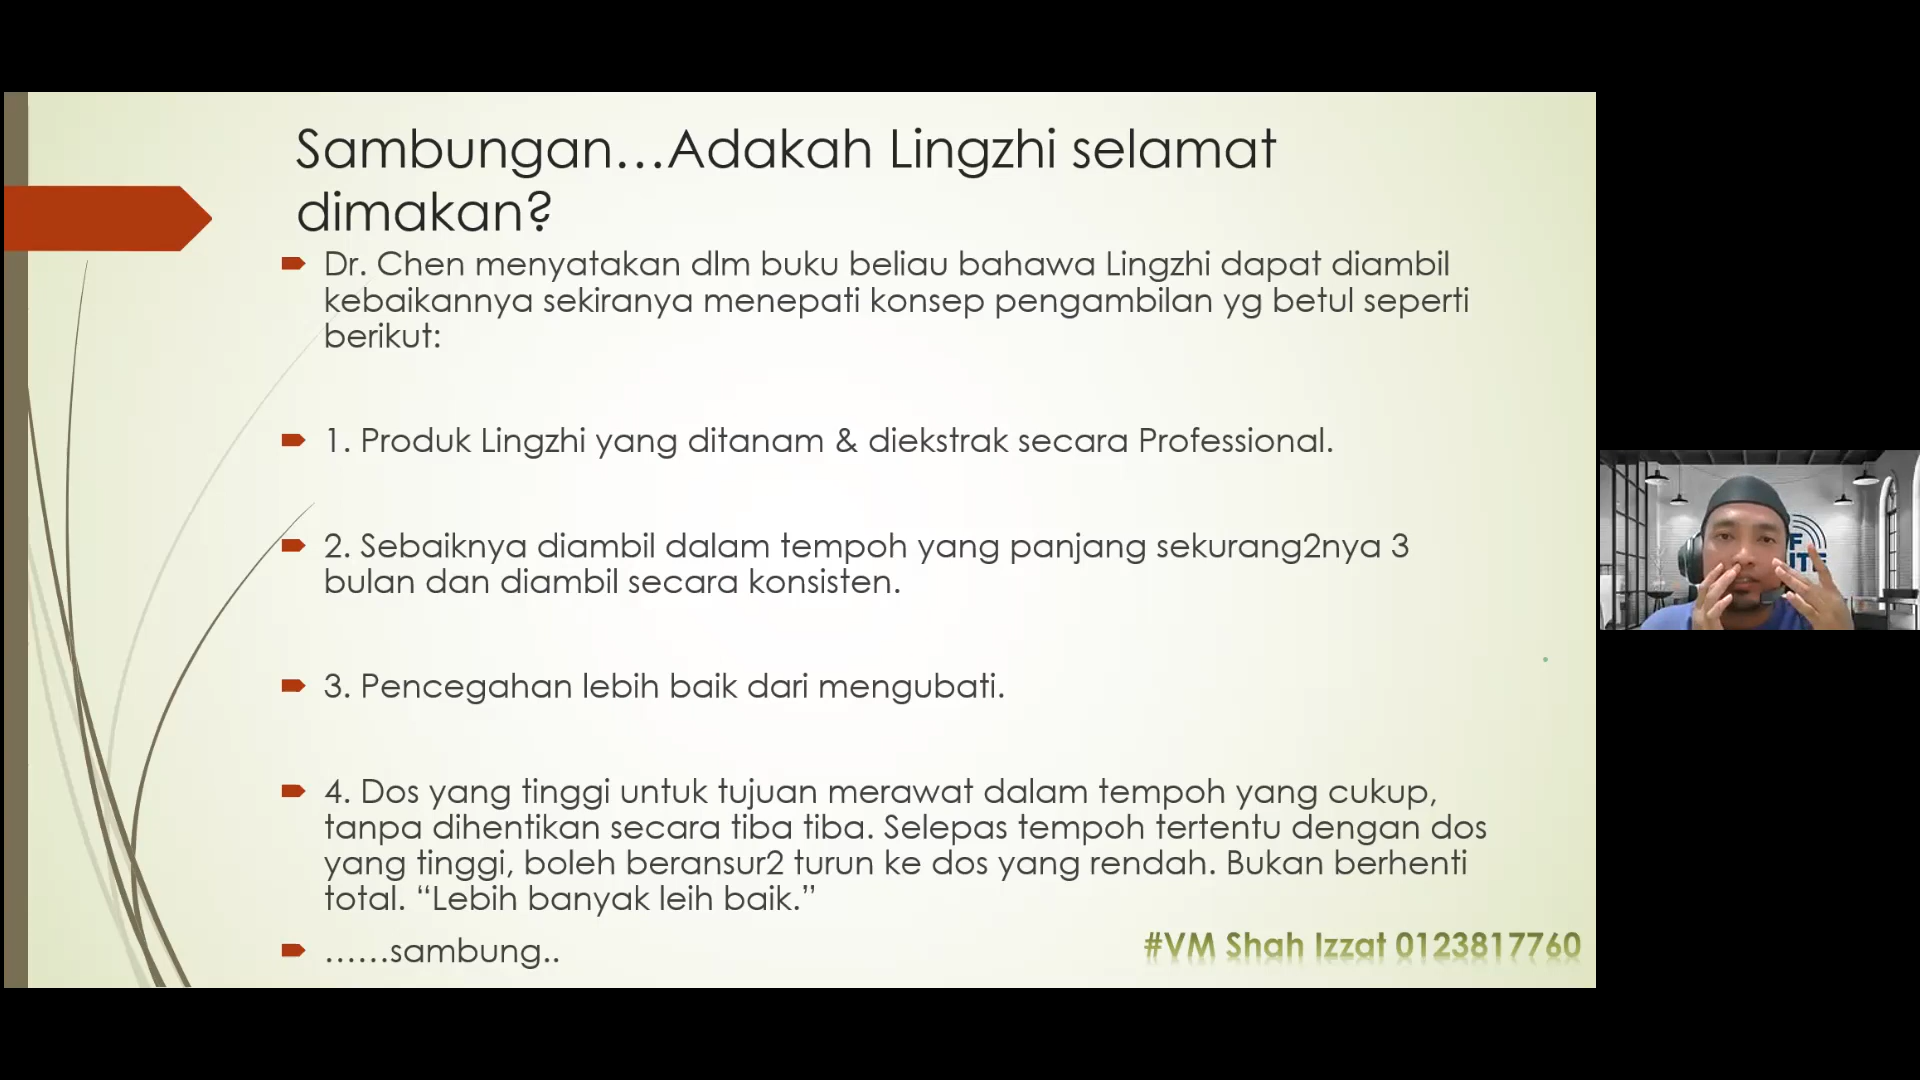 Sambungan...Adakah Lingzhi selamat
dimakan?
Dr. Chen menyatakan dlm buku beliau bahawa Lingzhi dapat diambil
kebaikannya sekiranya menepati konsep pengambilan yg betul seperti
berikut:
1. Produk Lingzhi yang ditanam & diekstrak secara Professional.
2. Sebaiknya diambil dalam tempoh yang panjang sekurang2nya 3
bulan dan diambil secara konsisten.
3. Pencegahan lebih baik dari mengubati.
4. Dos yang tinggi untuk tujuan merawat dalam tempoh yang cukup,
tanpa dihentikan secara tiba tiba. Selepas tempoh tertentu dengan dos
yang tinggi, boleh beransur2 turun ke dos yang rendah. Bukan berhenti
total. “Lebih banyak leih baik.”
......sambung..
#VM Shah Izzat 0123817760